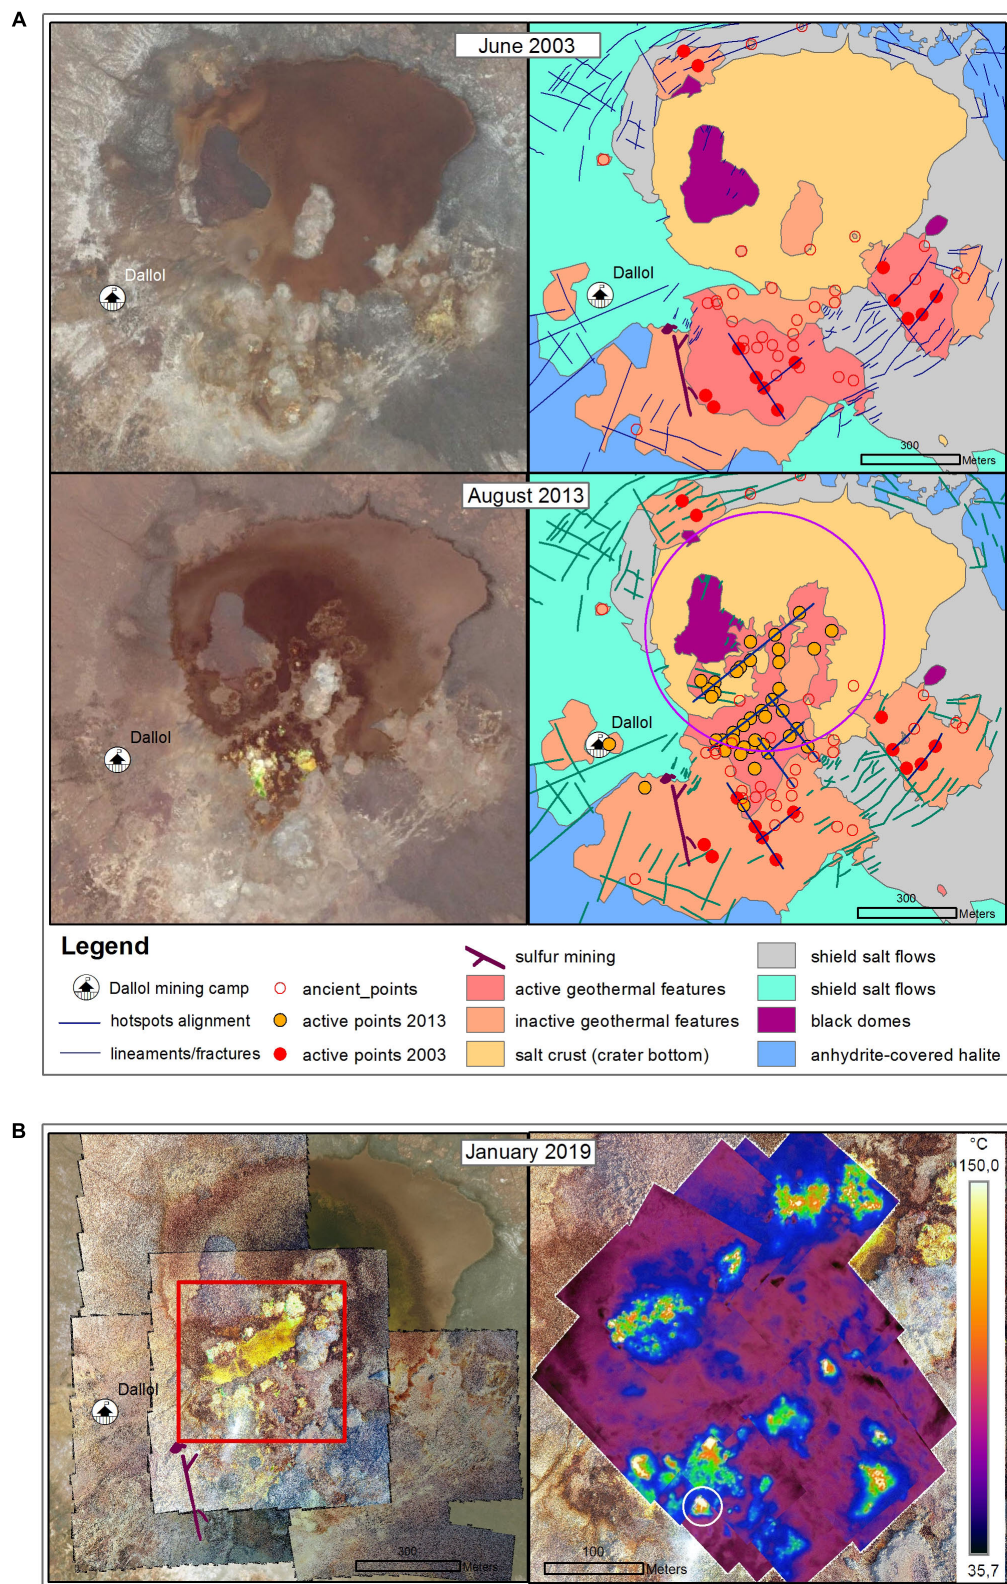 A
June 2003
Dallol
Dallol
300
Meters
August 2013
Dallol
Dallol
300
Meters
Legend
Dallol mining camp
hotspots alignment
lineaments/fractures
ancient_points
active points 2013
active points 2003
sulfur mining
active geothermal features
inactive geothermal features
salt crust (crater bottom)
shield salt flows
shield salt flows
black domes
anhydrite-covered halite
B
January 2019
Dallol
300
Meters
100
Meters
°C
150,0
35,7